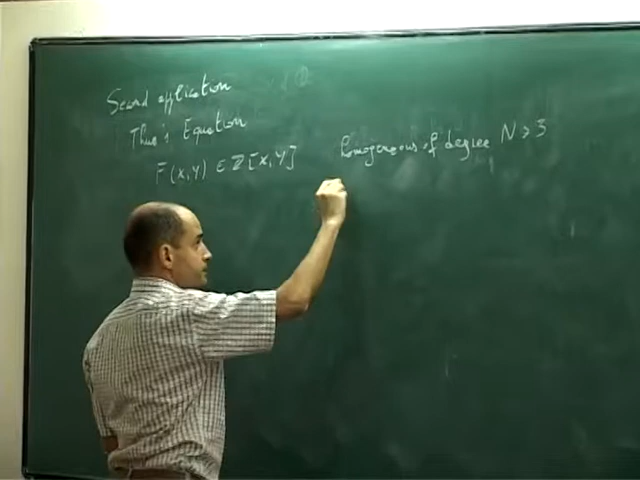 Second application
Thue's Equation
F(X,Y) ∈ ℤ[X,Y] homogeneous of degree N ≥ 3